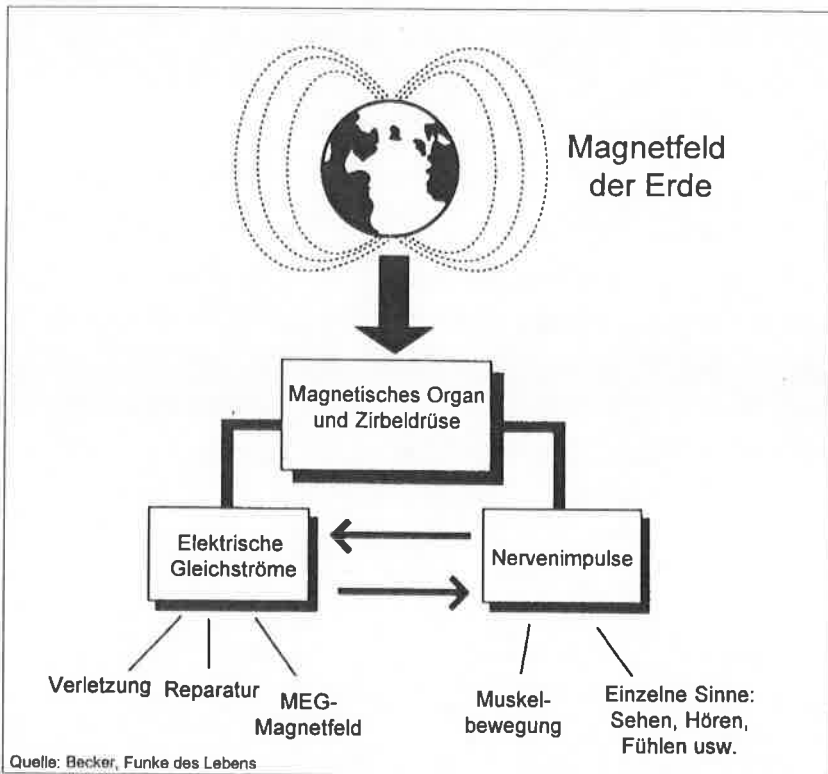 Magnetfeld
der Erde
Magnetisches Organ
und Zirbeldrüse
Elektrische
Gleichströme
Nervenimpulse
Verletzung
Reparatur
MEG-
Magnetfeld
Muskel-
bewegung
Einzelne Sinne:
Sehen, Hören,
Fühlen usw.
Quelle: Becker, Funke des Lebens